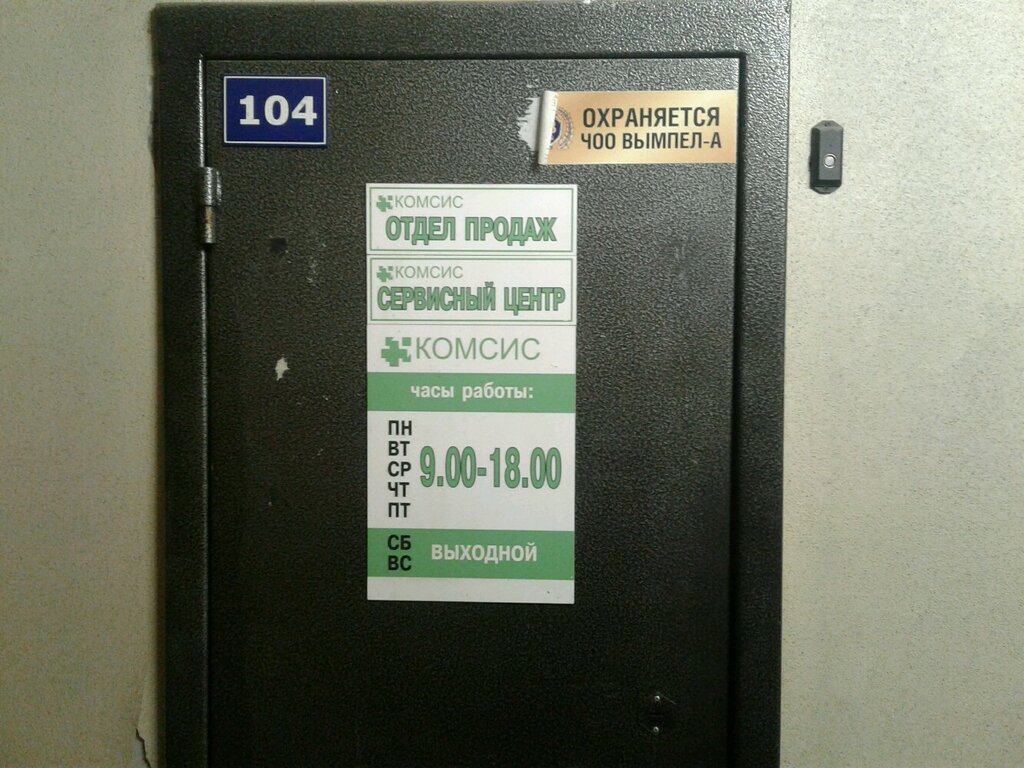 104
ОХРАНЯЕТСЯ
ЧОО ВЫМПЕЛ-А
КОМСИС
ОТДЕЛ ПРОДАЖ
КОМСИС
СЕРВИСНЫЙ ЦЕНТР
КОМСИС
часы работы:
ПН
ВТ
СР
ЧТ
ПТ
9.00-18.00
СБ
ВС
ВЫХОДНОЙ